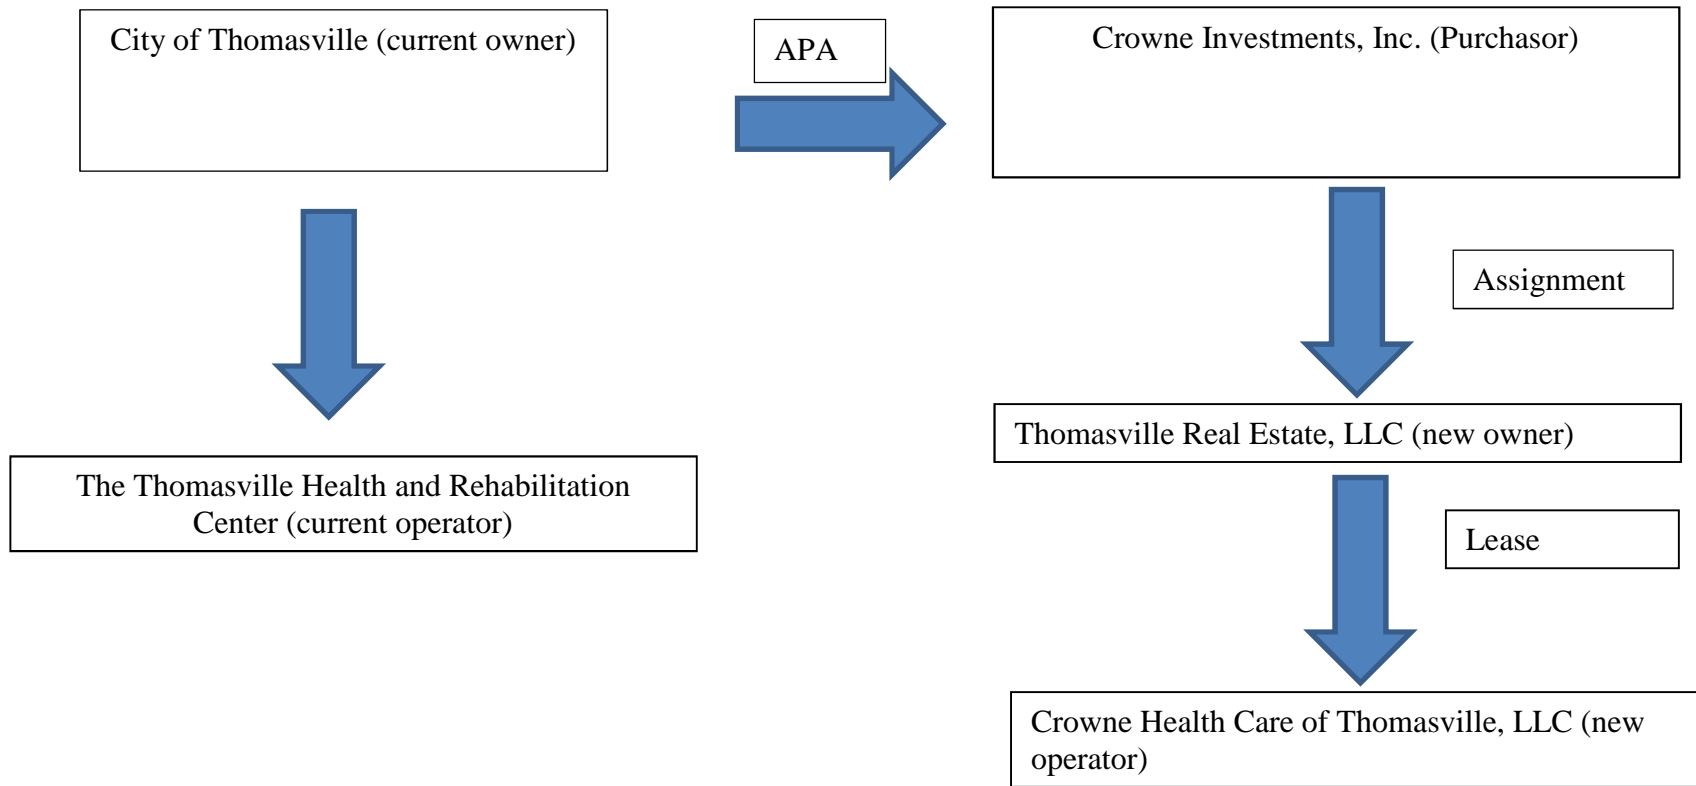 City of Thomasville (current owner)
APA
Crowne Investments, Inc. (Purchasor)
Assignment
Thomasville Real Estate, LLC (new owner)
The Thomasville Health and Rehabilitation
Center (current operator)
Lease
Crowne Health Care of Thomasville, LLC (new
operator)